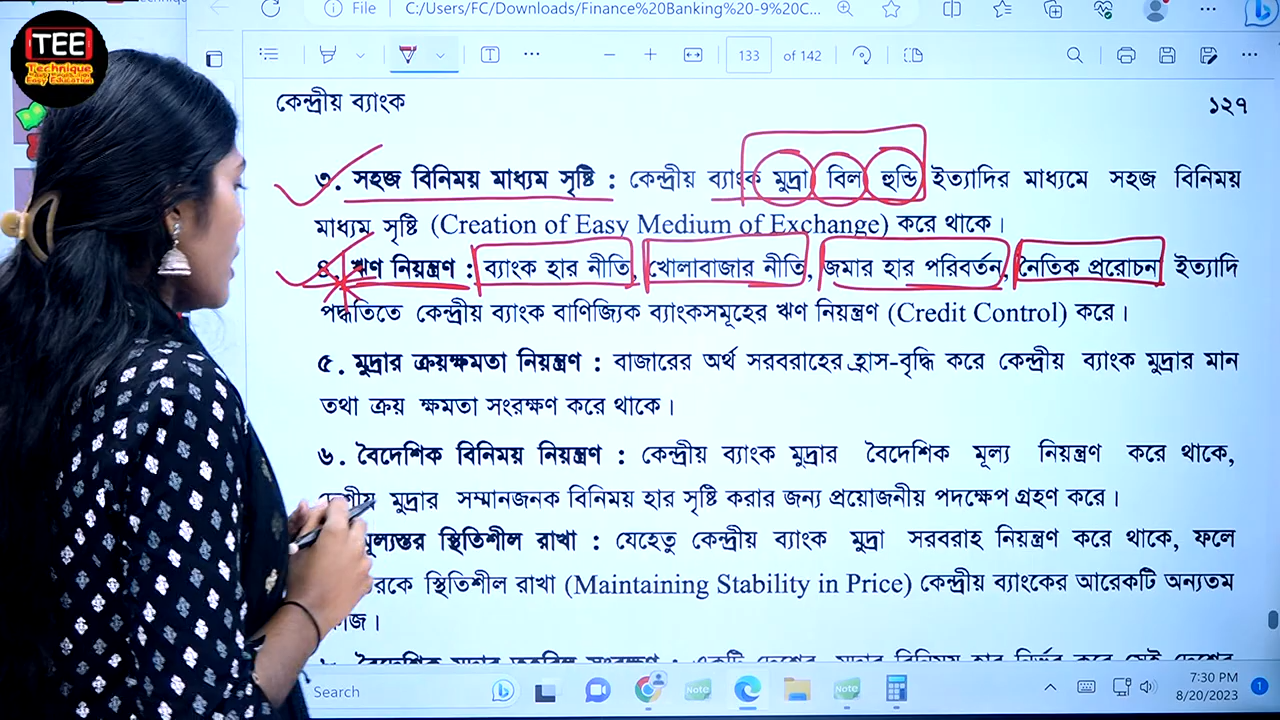 TEE
Technique
Easy Education
File C:/Users/FC/Downloads/Finance%20Banking%20-9%20C...
133 of 142
কেন্দ্রীয় ব্যাংক ১২৭
৩. সহজ বিনিময় মাধ্যম সৃষ্টি : কেন্দ্রীয় ব্যাংক মুদ্রা বিল হুন্ডি ইত্যাদির মাধ্যমে সহজ বিনিময়
মাধ্যম সৃষ্টি (Creation of Easy Medium of Exchange) করে থাকে।
৪. ঋণ নিয়ন্ত্রণ : ব্যাংক হার নীতি, খোলাবাজার নীতি, জমার হার পরিবর্তন, নৈতিক প্ররোচনা ইত্যাদি
পদ্ধতিতে কেন্দ্রীয় ব্যাংক বাণিজ্যিক ব্যাংকসমূহের ঋণ নিয়ন্ত্রণ (Credit Control) করে।
৫. মুদ্রার ক্রয়ক্ষমতা নিয়ন্ত্রণ : বাজারের অর্থ সরবরাহের হ্রাস-বৃদ্ধি করে কেন্দ্রীয় ব্যাংক মুদ্রার মান
তথা ক্রয় ক্ষমতা সংরক্ষণ করে থাকে।
৬. বৈদেশিক বিনিময় নিয়ন্ত্রণ : কেন্দ্রীয় ব্যাংক মুদ্রার বৈদেশিক মূল্য নিয়ন্ত্রণ করে থাকে,
মুদ্রার সম্মানজনক বিনিময় হার সৃষ্টি করার জন্য প্রয়োজনীয় পদক্ষেপ গ্রহণ করে।
মূল্যস্তর স্থিতিশীল রাখা : যেহেতু কেন্দ্রীয় ব্যাংক মুদ্রা সরবরাহ নিয়ন্ত্রণ করে থাকে, ফলে
স্থিতিশীল রাখা (Maintaining Stability in Price) কেন্দ্রীয় ব্যাংকের আরেকটি অন্যতম
Search
Note
Note
7:30 PM
8/20/2023